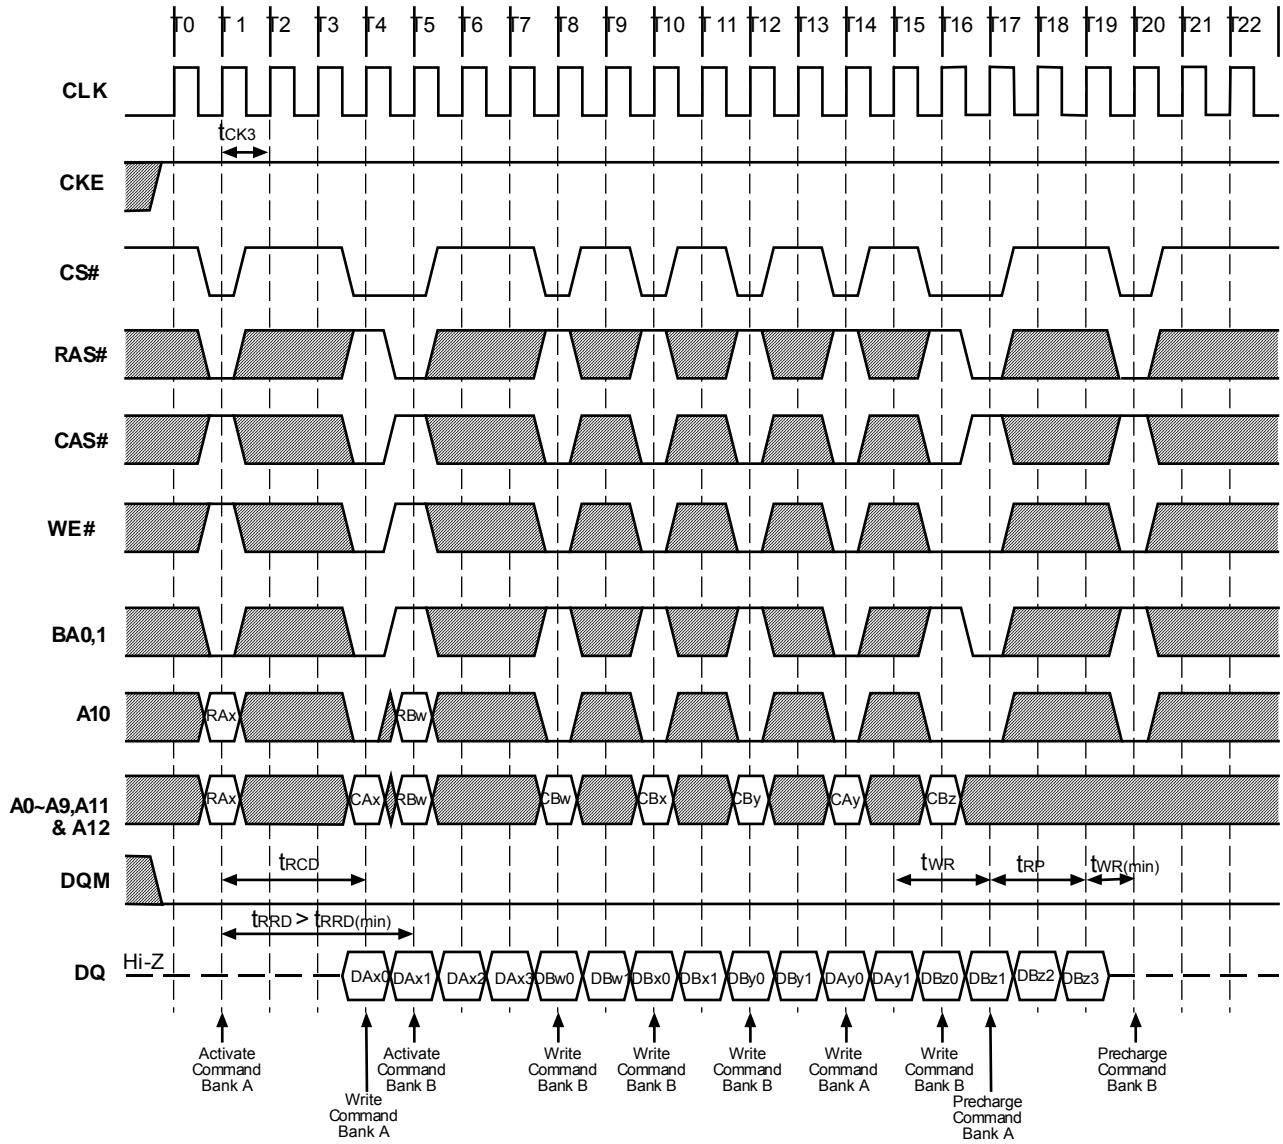 T0 T 1 T2 T3 T4 T5 T6 T7 T8 T9 T10 T 11 T12 T13 T14 T15 T16 T17 T18 T19 T20 T21 T22
CLK
tCK3
CKE
CS#
RAS#
CAS#
WE#
BA0,1
A10
RAx RBw
A0~A9,A11
& A12
RAx CAx RBw CBw CBx CBy CAy CBz
DQM
tRCD tWR tRP tWR(min)
tRRD > tRRD(min)
DQ
Hi-Z
DAx0 DAx1 DAx2 DAx3 DBw0 DBw1 DBx0 DBx1 DBy0 DBy1 DAy0 DAy1 DBz0 DBz1 DBz2 DBz3
Activate
Command
Bank A
Write
Command
Bank A
Activate
Command
Bank B
Write
Command
Bank B
Write
Command
Bank B
Write
Command
Bank B
Write
Command
Bank A
Write
Command
Bank B
Precharge
Command
Bank A
Precharge
Command
Bank B